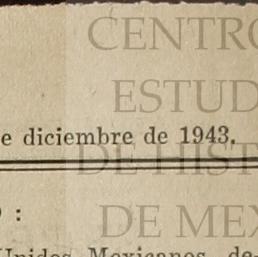 CENTRO
ESTUD
e diciembre de 1943.
DE HIST
:
DE MEX
Unidos Mexicanos, de-